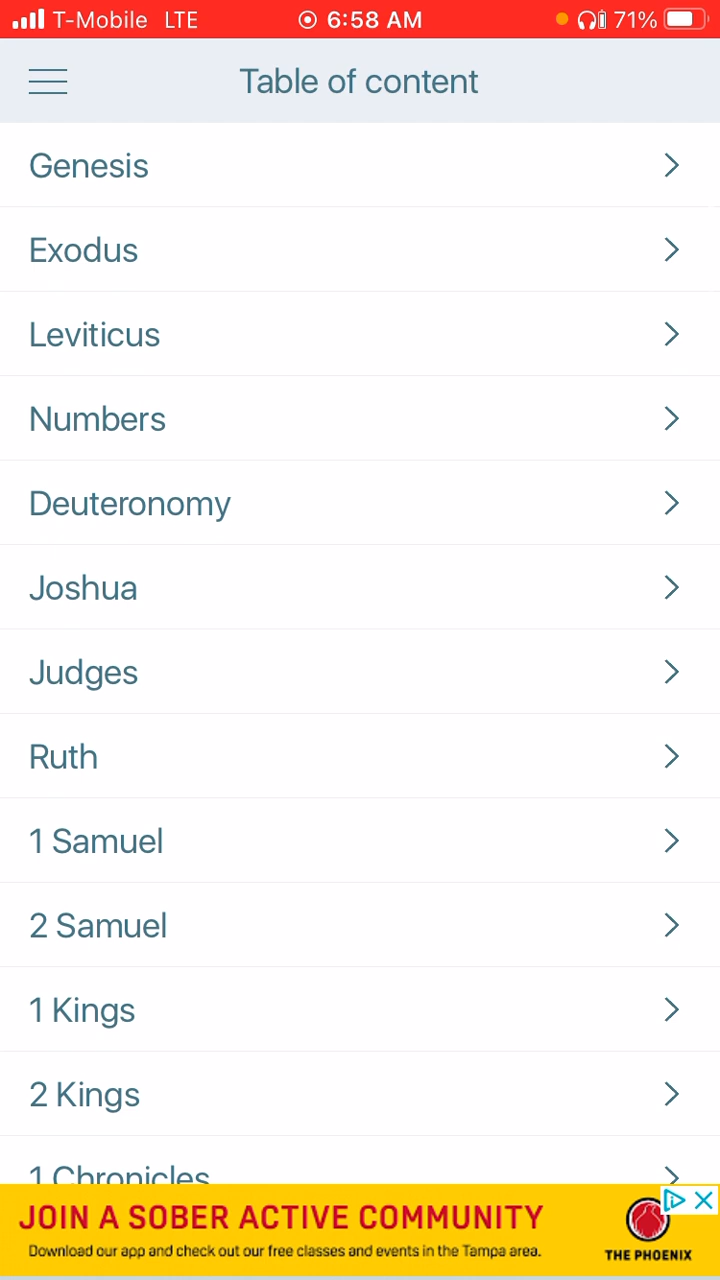 T-Mobile LTE 6:58 AM 71%
Table of content
Genesis
Exodus
Leviticus
Numbers
Deuteronomy
Joshua
Judges
Ruth
1 Samuel
2 Samuel
1 Kings
2 Kings
1 Chronicles
JOIN A SOBER ACTIVE COMMUNITY
Download our app and check out our free classes and events in the Tampa area.
THE PHOENIX